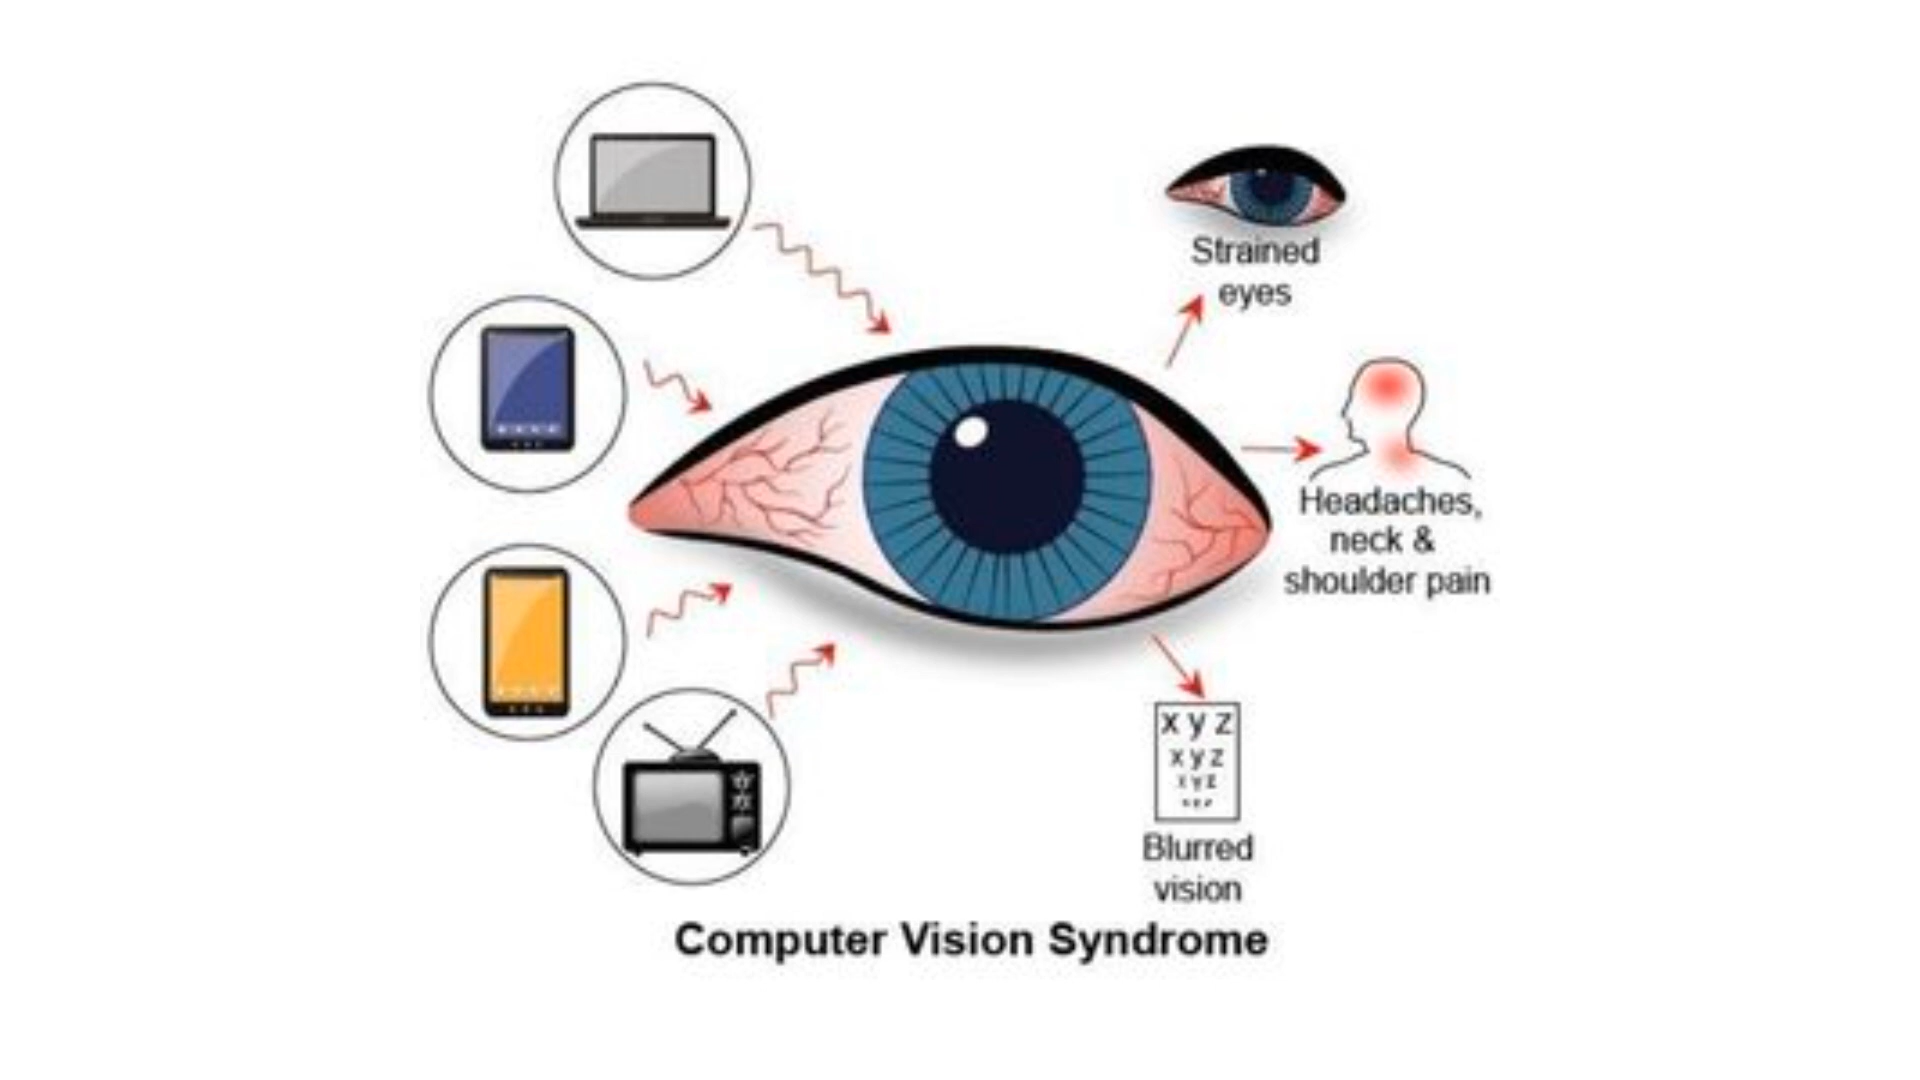 Strained
eyes
Headaches,
neck &
shoulder pain
x y z
x y z
x y z
Blurred
vision
Computer Vision Syndrome